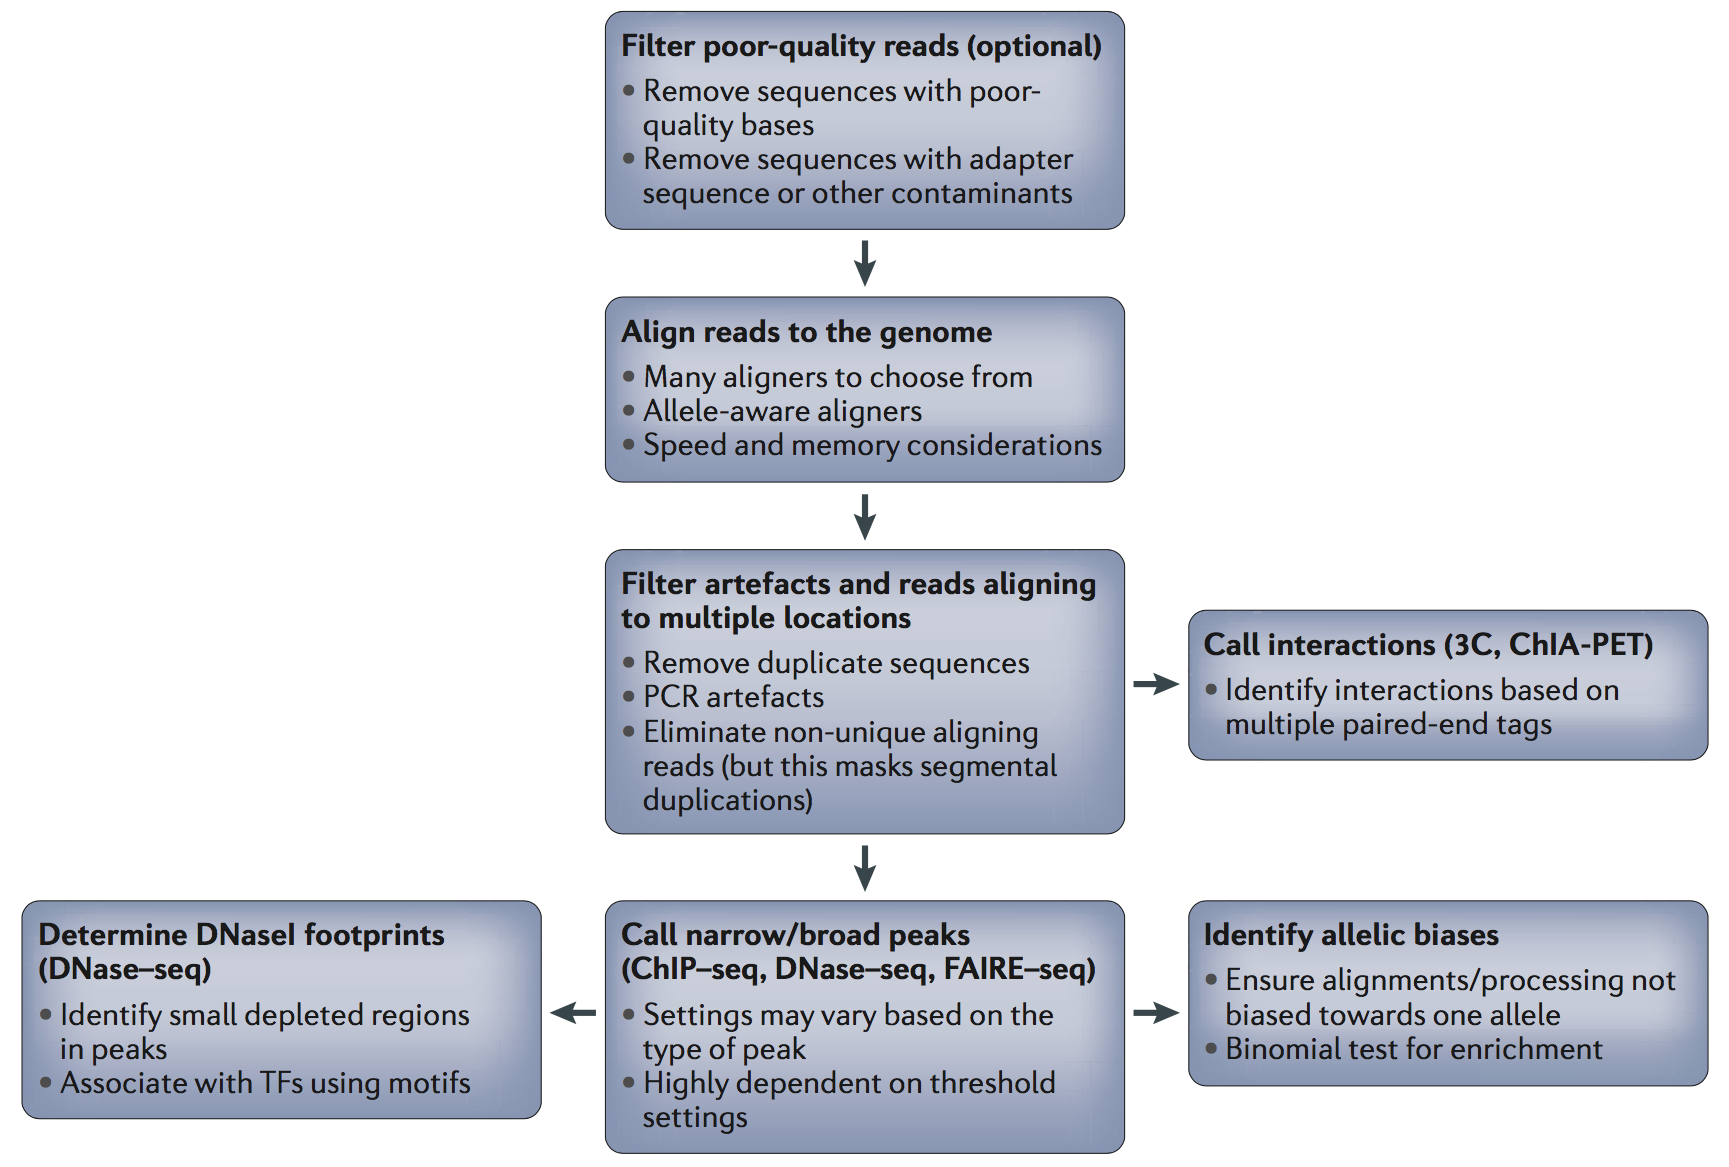 Filter poor-quality reads (optional)
• Remove sequences with poor-
quality bases
• Remove sequences with adapter
sequence or other contaminants
Align reads to the genome
• Many aligners to choose from
• Allele-aware aligners
• Speed and memory considerations
Filter artefacts and reads aligning
to multiple locations
• Remove duplicate sequences
• PCR artefacts
• Eliminate non-unique aligning
reads (but this masks segmental
duplications)
Call interactions (3C, ChIA-PET)
• Identify interactions based on
multiple paired-end tags
Determine DNaseI footprints
(DNase–seq)
• Identify small depleted regions
in peaks
• Associate with TFs using motifs
Call narrow/broad peaks
(ChIP–seq, DNase–seq, FAIRE–seq)
• Settings may vary based on the
type of peak
• Highly dependent on threshold
settings
Identify allelic biases
• Ensure alignments/processing not
biased towards one allele
• Binomial test for enrichment